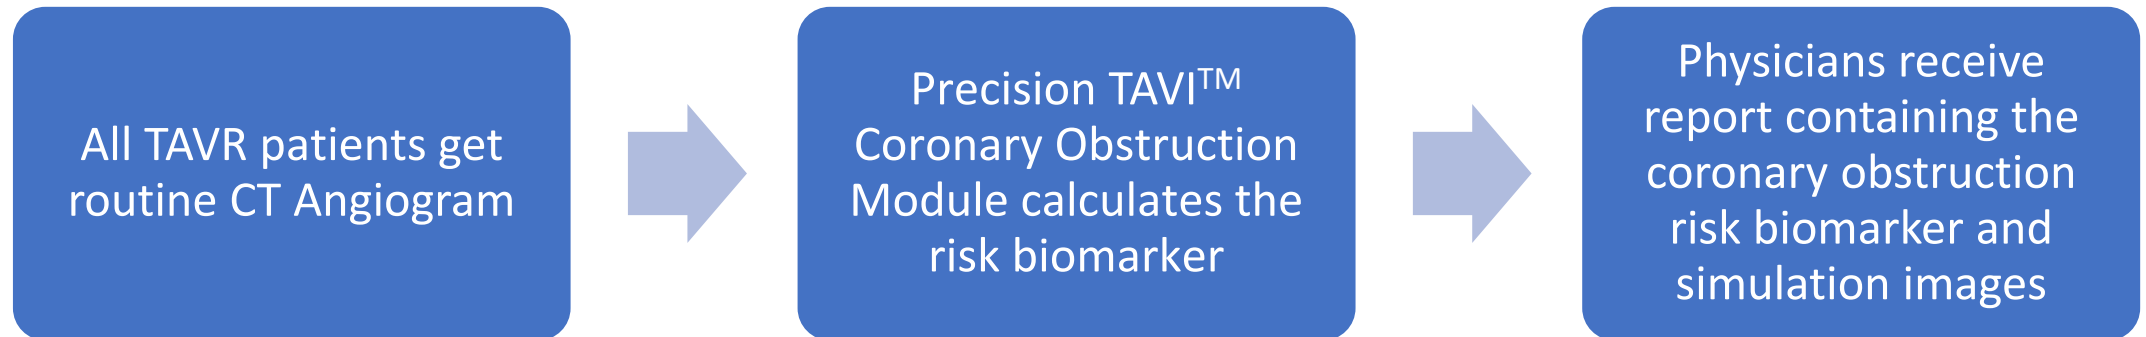 All TAVR patients get
routine CT Angiogram
Precision TAVI™
Coronary Obstruction
Module calculates the
risk biomarker
Physicians receive
report containing the
coronary obstruction
risk biomarker and
simulation images